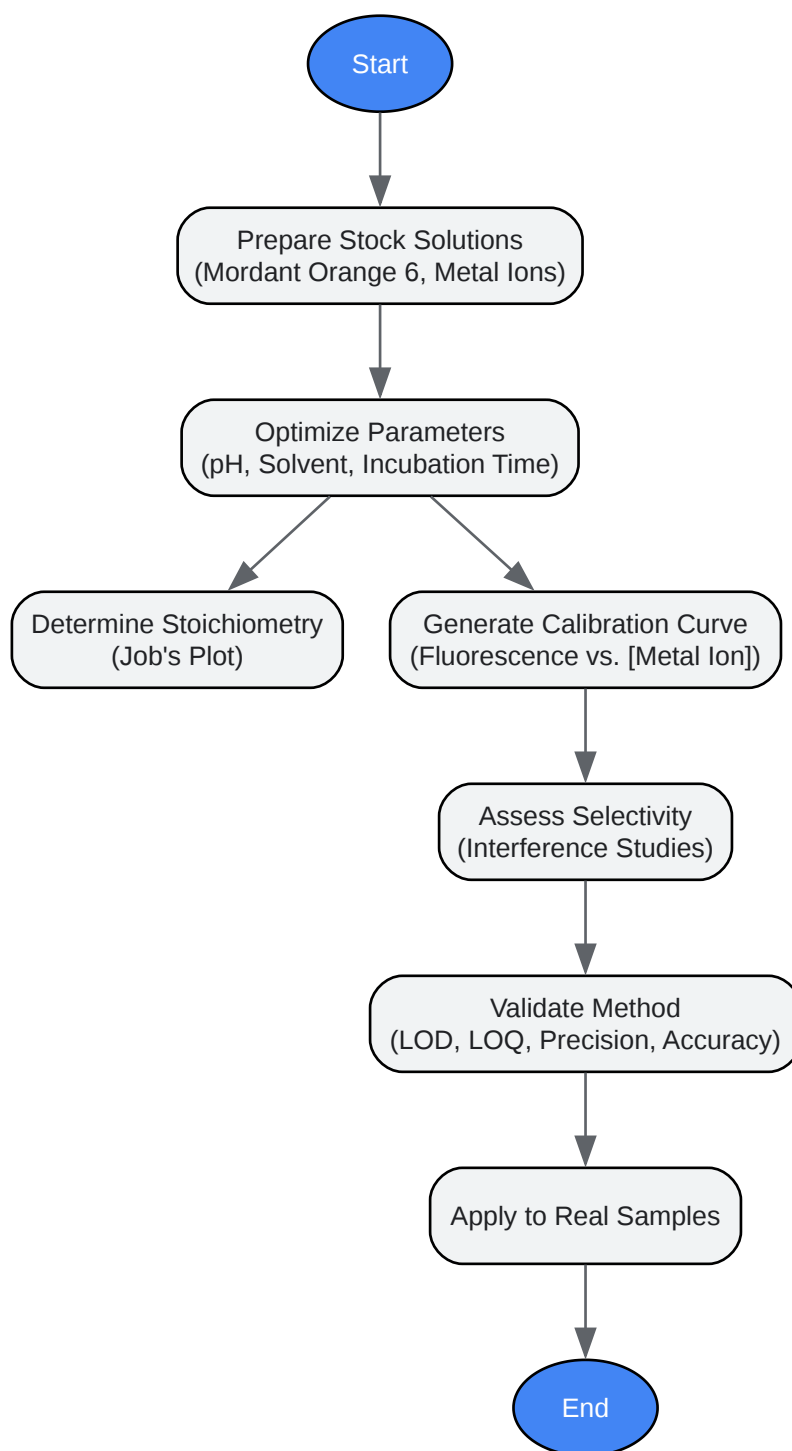 Start
Prepare Stock Solutions
(Mordant Orange 6, Metal Ions)
Optimize Parameters
(pH, Solvent, Incubation Time)
Determine Stoichiometry
(Job's Plot)
Generate Calibration Curve
(Fluorescence vs. [Metal Ion])
Assess Selectivity
(Interference Studies)
Validate Method
(LOD, LOQ, Precision, Accuracy)
Apply to Real Samples
End